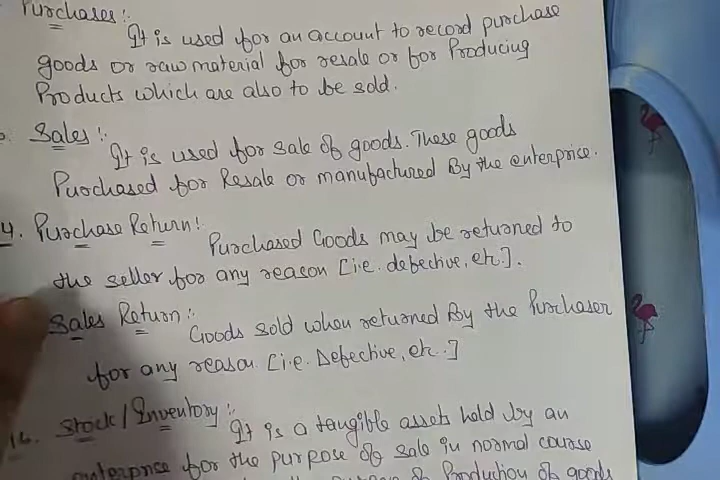 Purchases:-
It is used for an account to record purchase
goods or raw material for resale or for Producing
Products which are also to be sold.
Sales:-
It is used for sale of goods. These goods
Purchased for Resale or manufactured By the enterprise.
4. Purchase Return:
Purchased Goods may be returned to
the seller for any reason [i.e. defective, etc.].
Sales Return:-
Goods sold when returned By the Purchaser
for any reason [i.e. Defective, etc.]
16. Stock/Inventory:-
It is a tangible assets held by an
enterprise for the purpose of sale in normal course
of Production of goods